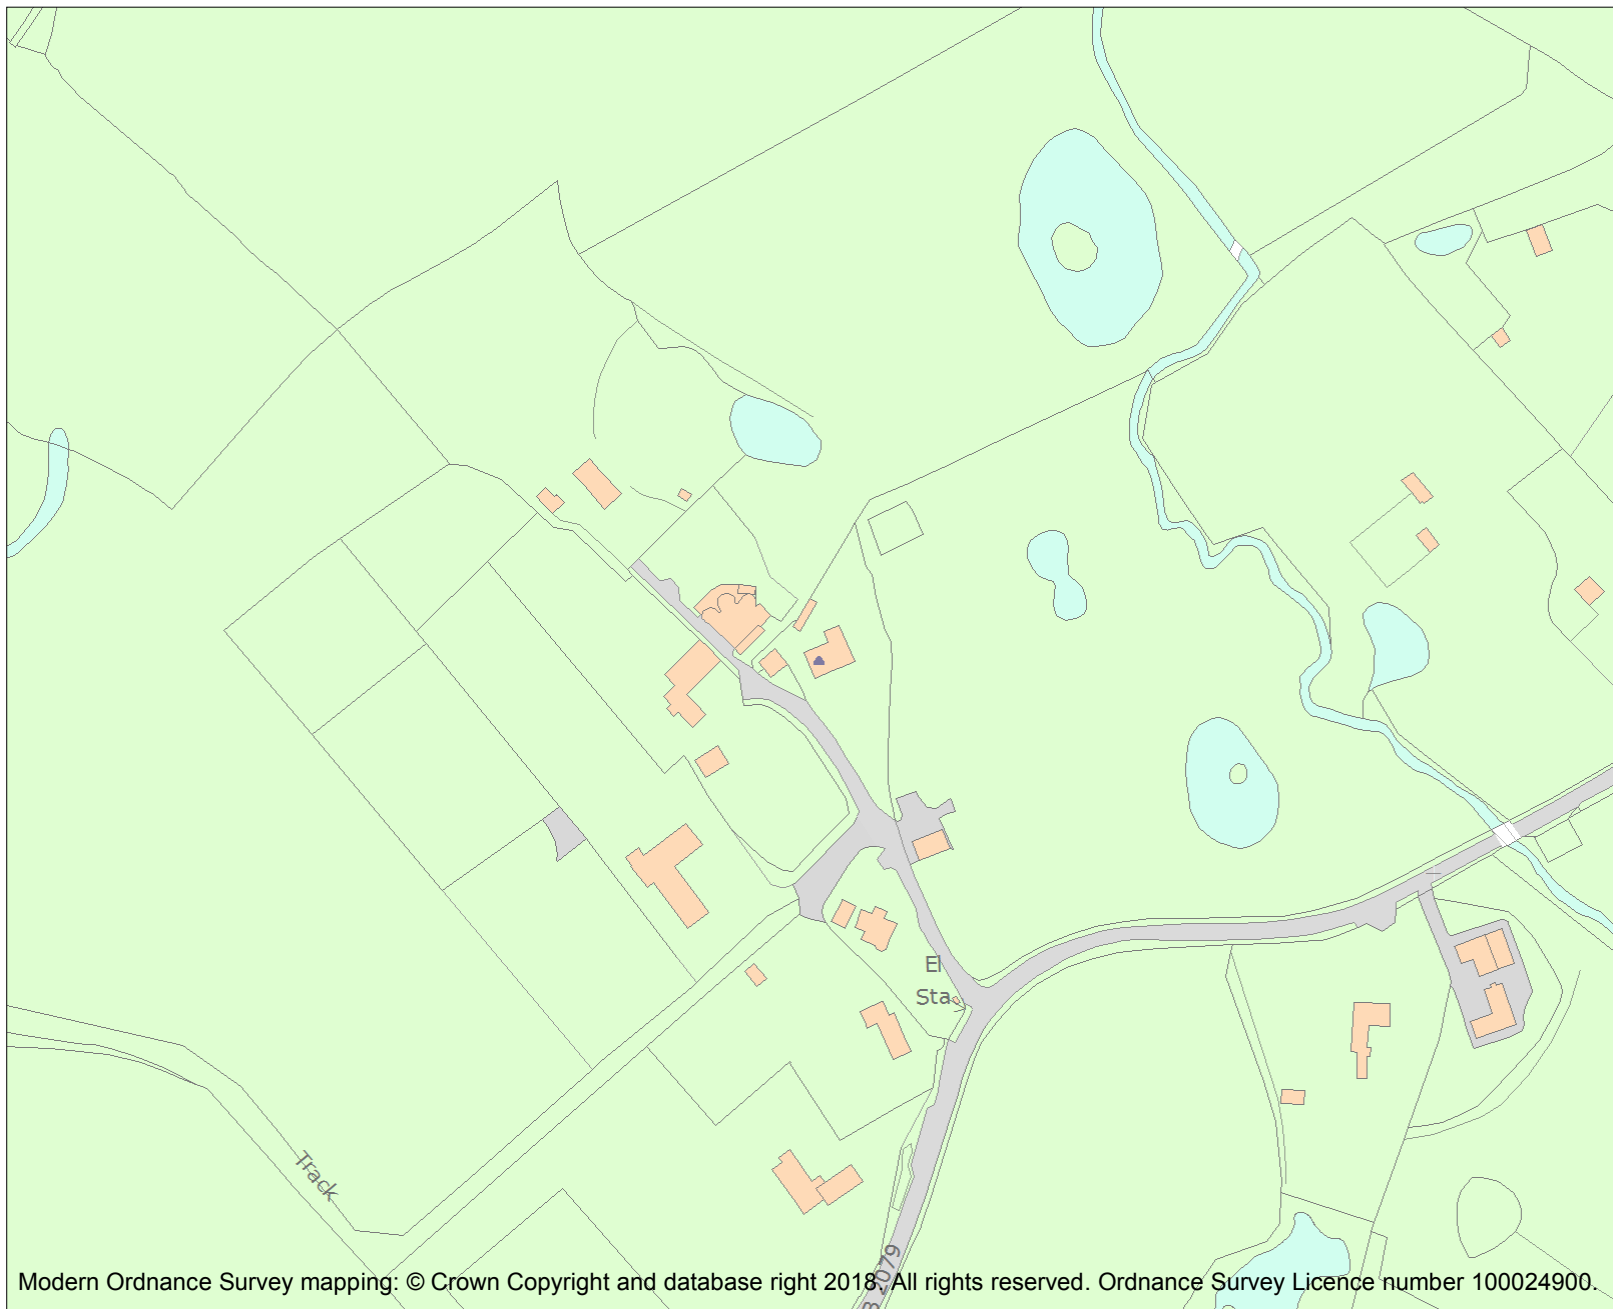 El
Sta
Track
B 2079
Modern Ordnance Survey mapping: © Crown Copyright and database right 2018. All rights reserved. Ordnance Survey Licence number 100024900.